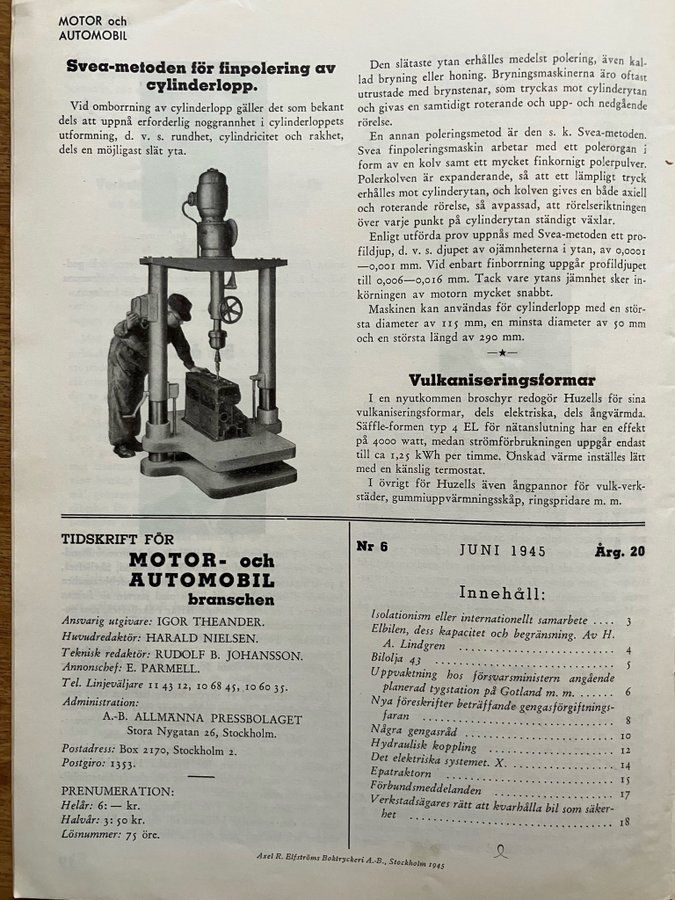 MOTOR och
AUTOMOBIL
Svea-metoden för finpolering av
cylinderlopp.
Vid omborrning av cylinderlopp gäller det som bekant
dels att uppnå erforderlig noggrannhet i cylinderloppets
utformning, d. v. s. rundhet, cylindricitet och rakhet,
dels en möjligast slät yta.
Den slätaste ytan erhålles medelst polering, även kal-
lad bryning eller honing. Bryningsmaskinerna äro oftast
utrustade med brynstenar, som tryckas mot cylinderytan
och givas en samtidigt roterande och upp- och nedgående
rörelse.
En annan poleringsmetod är den s. k. Svea-metoden.
Svea finpoleringsmaskin arbetar med ett polerorgan i
form av en kolv samt ett mycket finkornigt polerpulver.
Polerkolven är expanderande, så att ett lämpligt tryck
erhålles mot cylinderytan, och kolven gives en både axiell
och roterande rörelse, så avpassad, att rörelseriktningen
över varje punkt på cylinderytan ständigt växlar.
Enligt utförda prov uppnås med Svea-metoden ett pro-
fildjup, d. v. s. djupet av ojämnheterna i ytan, av 0,0001
—0,001 mm. Vid enbart finborrning uppgår profildjupet
till 0,006—0,016 mm. Tack vare ytans jämnhet sker in-
körningen av motorn mycket snabbt.
Maskinen kan användas för cylinderlopp med en stör-
sta diameter av 115 mm, en minsta diameter av 50 mm
och en största längd av 290 mm.
Vulkaniseringsformar
I en nyutkommen broschyr redogör Huzells för sina
vulkaniseringsformar, dels elektriska, dels ångvärmda.
Säffle-formen typ 4 EL för nätanslutning har en effekt
på 4000 watt, medan strömförbrukningen uppgår endast
till ca 1,25 kWh per timme. Önskad värme inställes lätt
med en känslig termostat.
I övrigt för Huzells även ångpannor för vulk-verk-
städer, gummiuppvärmningsskåp, ringspridare m. m.
TIDSKRIFT FÖR
MOTOR- och
AUTOMOBIL
branschen
Ansvarig utgivare: IGOR THEANDER.
Huvudredaktör: HARALD NIELSEN.
Teknisk redaktör: RUDOLF B. JOHANSSON.
Annonschef: E. PARMELL.
Tel. Linjeväljare 11 43 12, 10 68 45, 10 60 35.
Administration:
A.-B. ALLMÄNNA PRESSBOLAGET
Stora Nygatan 26, Stockholm.
Postadress: Box 2170, Stockholm 2.
Postgiro: 1353.
PRENUMERATION:
Helår: 6: — kr.
Halvår: 3: 50 kr.
Lösnummer: 75 öre.
Nr 6 JUNI 1945 Årg. 20
Innehåll:
Isolationism eller internationellt samarbete .... 3
Elbilen, dess kapacitet och begränsning. Av H.
A. Lindgren .................... 4
Bilolja 43 .................... 5
Uppvaktning hos försvarsministern angående
planerad tygstation på Gotland m. m. ....... 6
Nya föreskrifter beträffande gengasförgiftnings-
faran .................... 8
Några gengasråd .................... 10
Hydraulisk koppling .................... 12
Det elektriska systemet. X. .................... 14
Epatraktorn .................... 15
Förbundsmeddelanden .................... 17
Verkstadsägares rätt att kvarhålla bil som säker-
het .................... 18
Axel R. Elfströms Boktryckeri A.-B., Stockholm 1945